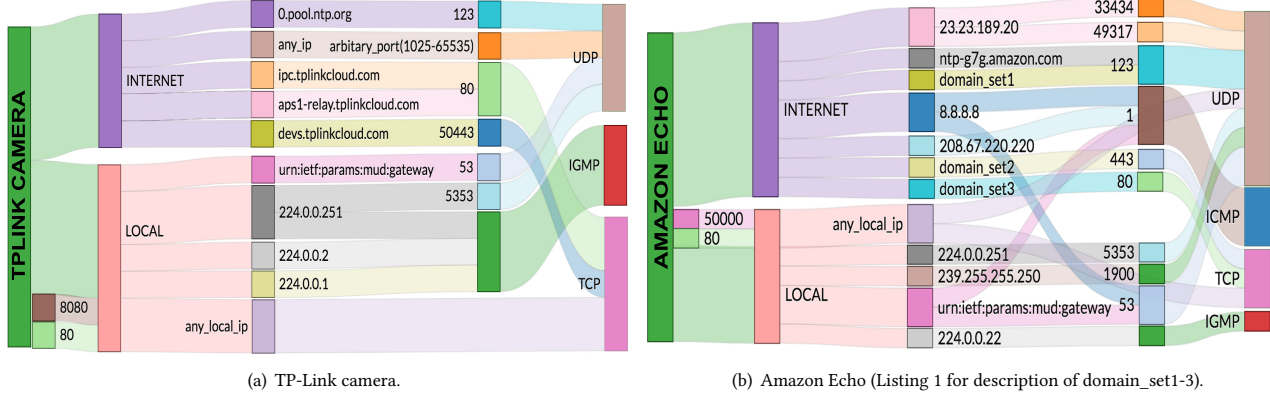 TPLINK CAMERA
8080
80
INTERNET
LOCAL
0.pool.ntp.org
any_ip
ipc.tplinkcloud.com
aps1-relay.tplinkcloud.com
devs.tplinkcloud.com
urn:ietf:params:mud:gateway
224.0.0.251
224.0.0.2
224.0.0.1
any_local_ip
123
arbitrary_port(1025-65535)
80
50443
53
5353
UDP
IGMP
TCP
(a) TP-Link camera.
AMAZON ECHO
50000
80
INTERNET
LOCAL
23.23.189.20
ntp-g7g.amazon.com
domain_set1
8.8.8.8
208.67.220.220
domain_set2
domain_set3
any_local_ip
224.0.0.251
239.255.255.250
urn:ietf:params:mud:gateway
224.0.0.22
33434
49317
123
1
443
80
5353
1900
53
UDP
ICMP
TCP
IGMP
(b) Amazon Echo (Listing 1 for description of domain_set1-3).